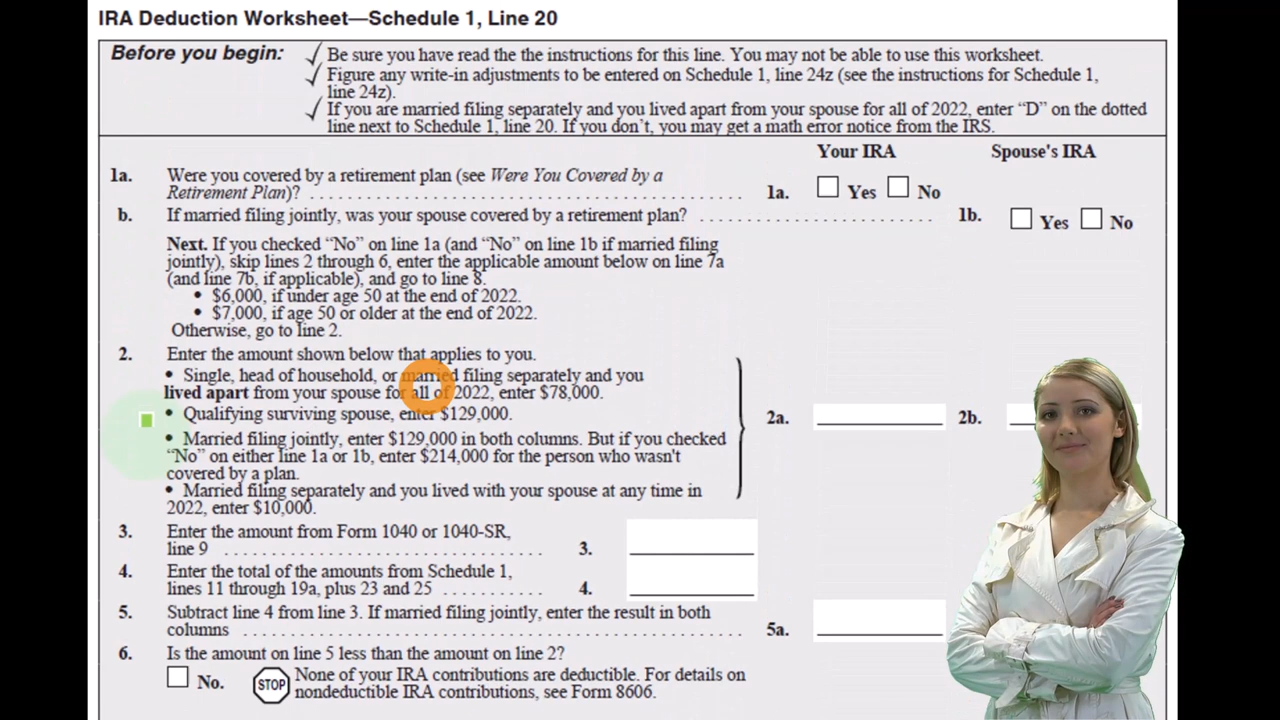 IRA Deduction Worksheet—Schedule 1, Line 20
Before you begin: ✓ Be sure you have read the the instructions for this line. You may not be able to use this worksheet.
✓ Figure any write-in adjustments to be entered on Schedule 1, line 24z (see the instructions for Schedule 1,
line 24z).
✓ If you are married filing separately and you lived apart from your spouse for all of 2022, enter “D” on the dotted
line next to Schedule 1, line 20. If you don’t, you may get a math error notice from the IRS.
Your IRA Spouse's IRA
1a. Were you covered by a retirement plan (see Were You Covered by a
Retirement Plan)? 1a. Yes No
b. If married filing jointly, was your spouse covered by a retirement plan? 1b. Yes No
Next. If you checked “No” on line 1a (and “No” on line 1b if married filing
jointly), skip lines 2 through 6, enter the applicable amount below on line 7a
(and line 7b, if applicable), and go to line 8.
• $6,000, if under age 50 at the end of 2022.
• $7,000, if age 50 or older at the end of 2022.
Otherwise, go to line 2.
2. Enter the amount shown below that applies to you.
• Single, head of household, or married filing separately and you
lived apart from your spouse for all of 2022, enter $78,000.
• Qualifying surviving spouse, enter $129,000.
2a. 2b.
• Married filing jointly, enter $129,000 in both columns. But if you checked
“No” on either line 1a or 1b, enter $214,000 for the person who wasn't
covered by a plan.
• Married filing separately and you lived with your spouse at any time in
2022, enter $10,000.
3. Enter the amount from Form 1040 or 1040-SR,
line 9 3.
4. Enter the total of the amounts from Schedule 1,
lines 11 through 19a, plus 23 and 25 4.
5. Subtract line 4 from line 3. If married filing jointly, enter the result in both
columns 5a.
6. Is the amount on line 5 less than the amount on line 2?
No. STOP None of your IRA contributions are deductible. For details on
nondeductible IRA contributions, see Form 8606.